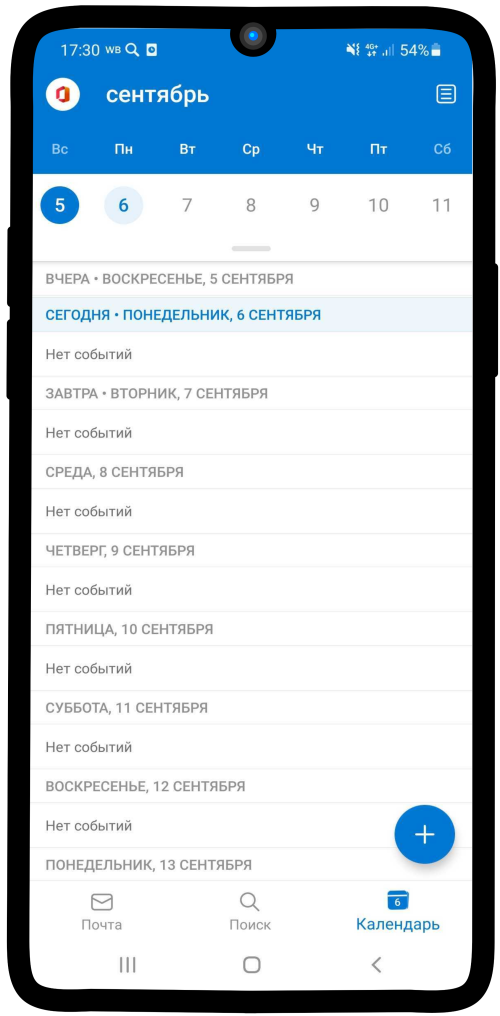 17:30 WB 4G+ 54%
сентябрь
Вс Пн Вт Ср Чт Пт Сб
5 6 7 8 9 10 11
ВЧЕРА • ВОСКРЕСЕНЬЕ, 5 СЕНТЯБРЯ
СЕГОДНЯ • ПОНЕДЕЛЬНИК, 6 СЕНТЯБРЯ
Нет событий
ЗАВТРА • ВТОРНИК, 7 СЕНТЯБРЯ
Нет событий
СРЕДА, 8 СЕНТЯБРЯ
Нет событий
ЧЕТВЕРГ, 9 СЕНТЯБРЯ
Нет событий
ПЯТНИЦА, 10 СЕНТЯБРЯ
Нет событий
СУББОТА, 11 СЕНТЯБРЯ
Нет событий
ВОСКРЕСЕНЬЕ, 12 СЕНТЯБРЯ
Нет событий
ПОНЕДЕЛЬНИК, 13 СЕНТЯБРЯ
6
Почта Поиск Календарь